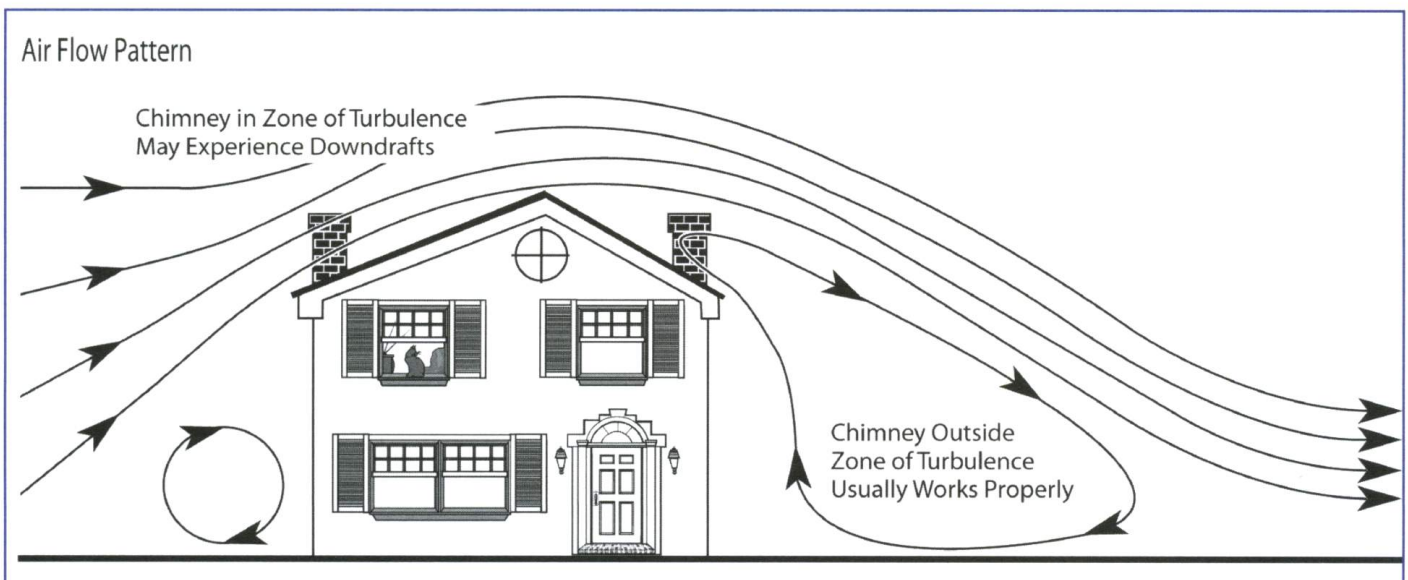 Air Flow Pattern
Chimney in Zone of Turbulence
May Experience Downdrafts
Chimney Outside
Zone of Turbulence
Usually Works Properly